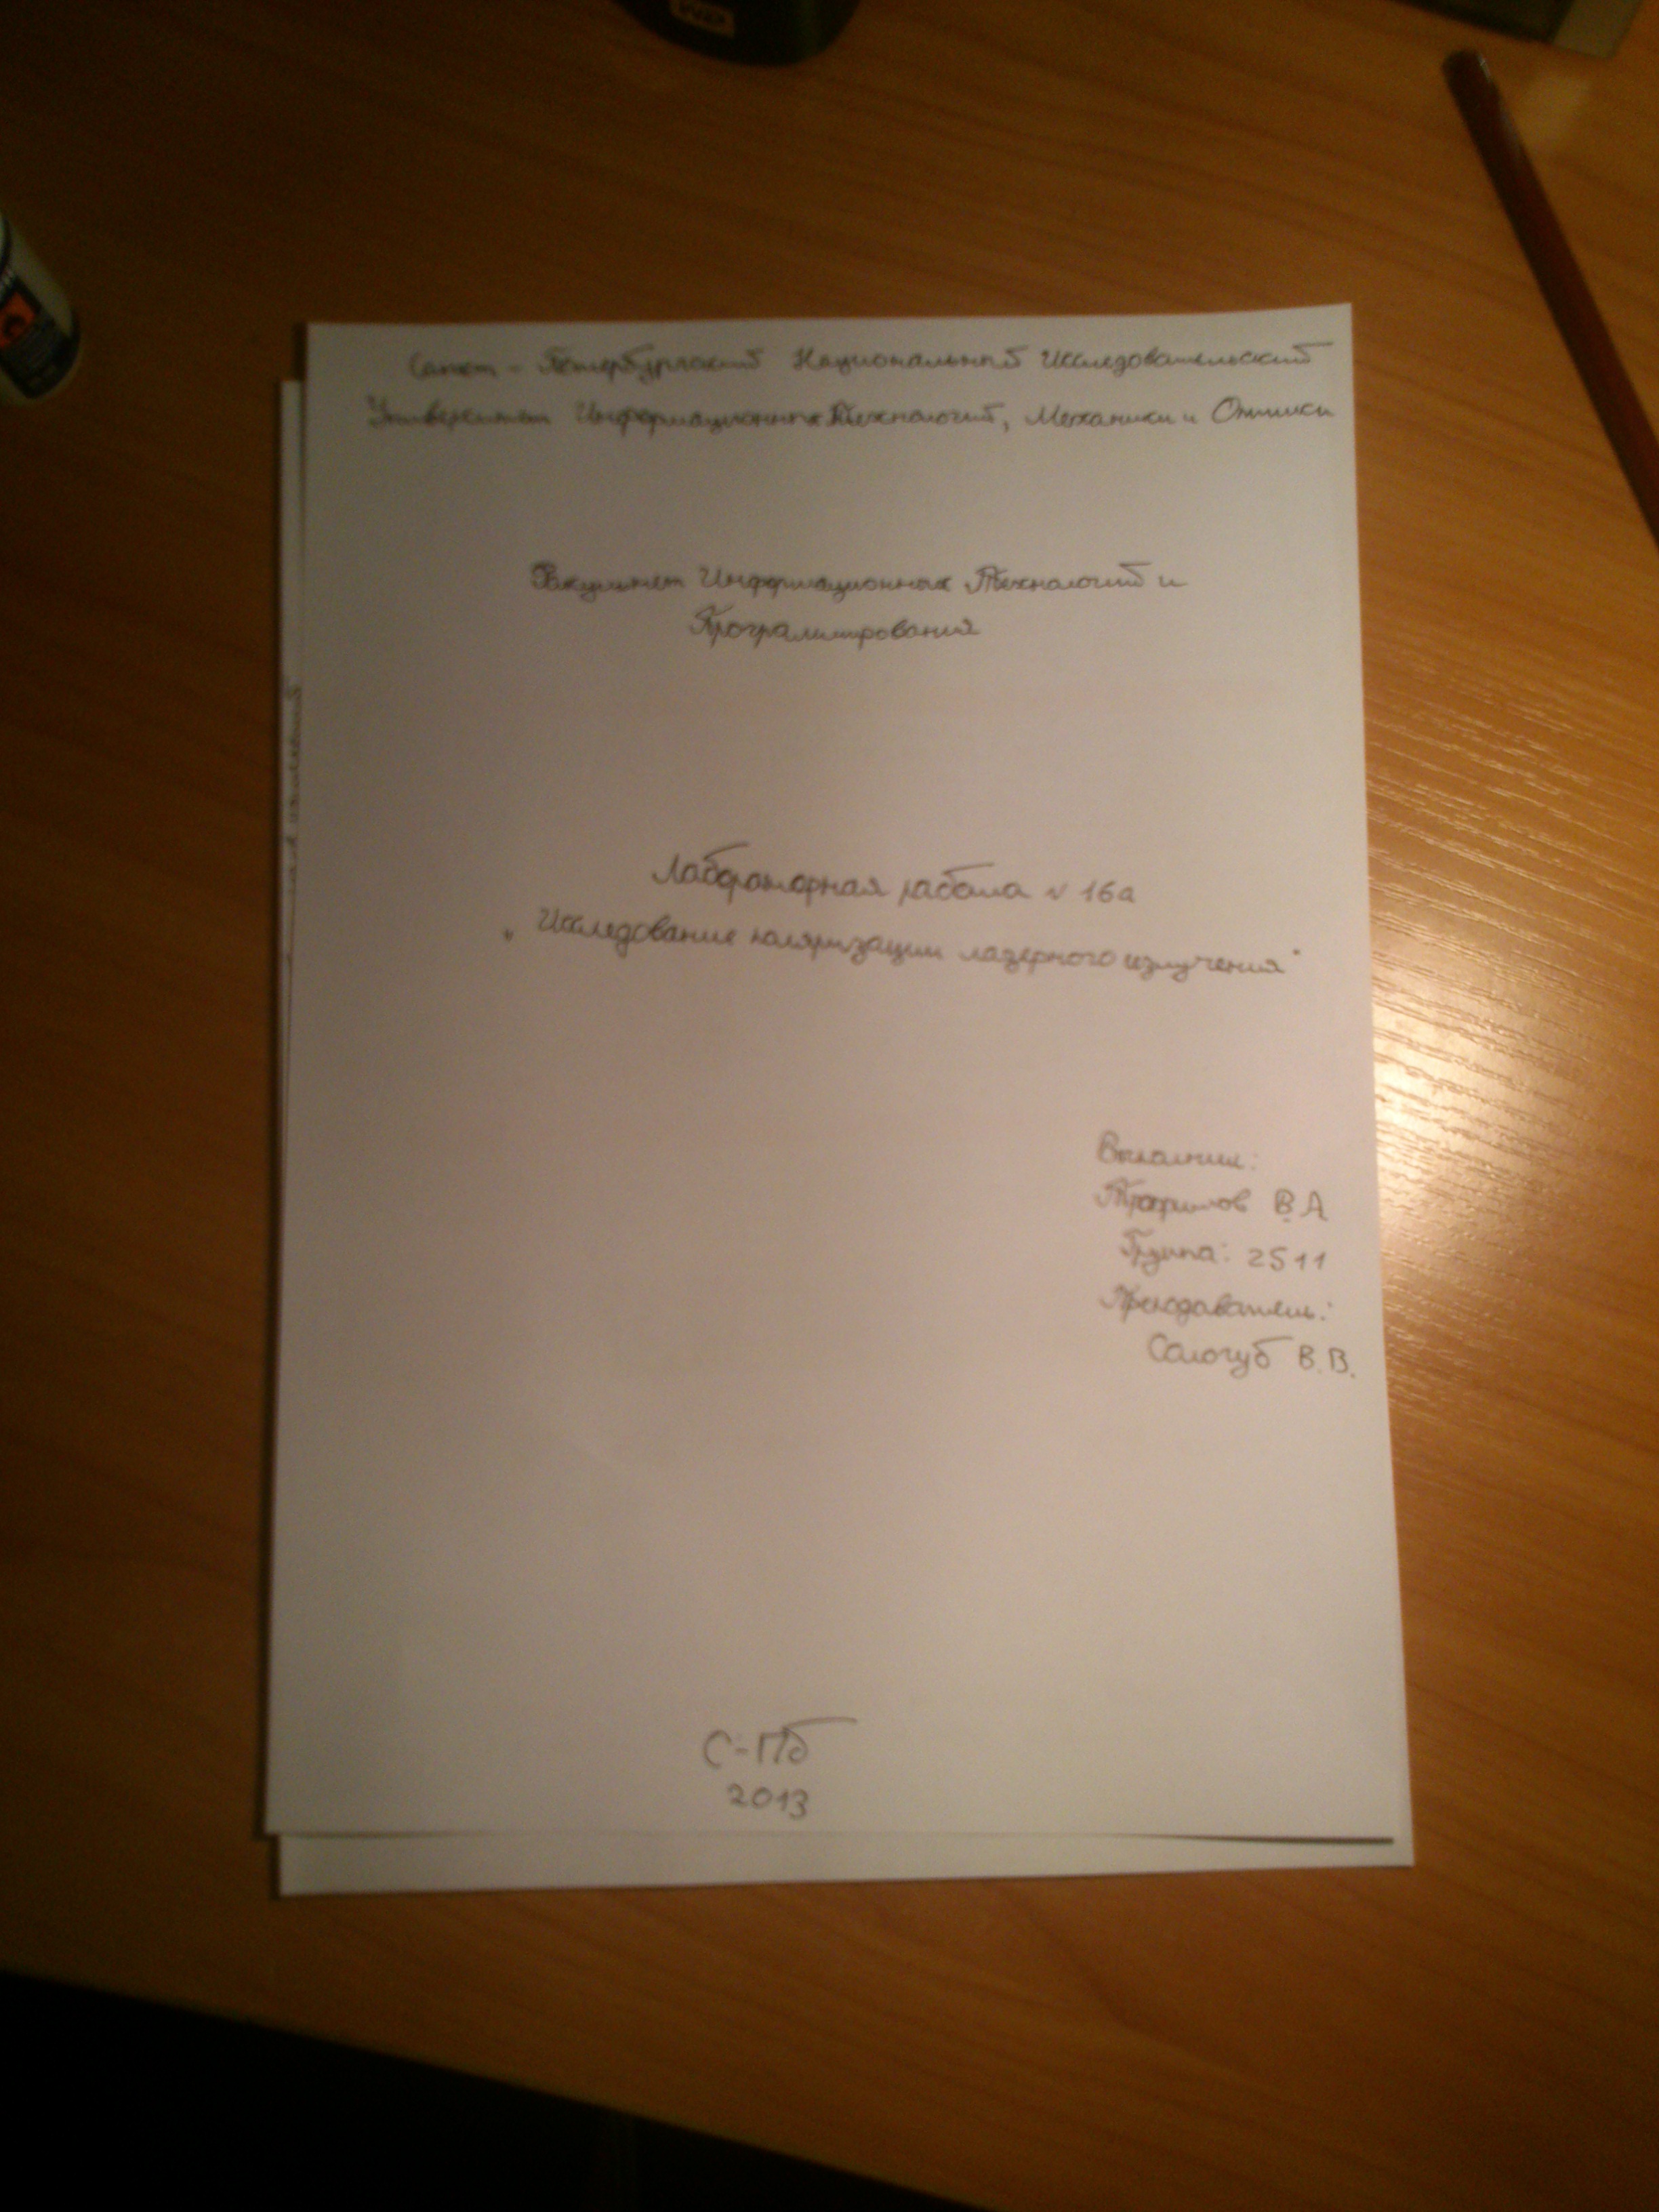 WD
Санкт-Петербургский Национальный Исследовательский
Университет Информационных Технологий, Механики и Оптики
Факультет Информационных Технологий и
Программирования
Лабораторная работа N 16а
"Исследование поляризации лазерного излучения"
Выполнил:
Трофимов В.А
Группа: 2511
Преподаватель:
Сологуб В.В.
С-Пб
2013